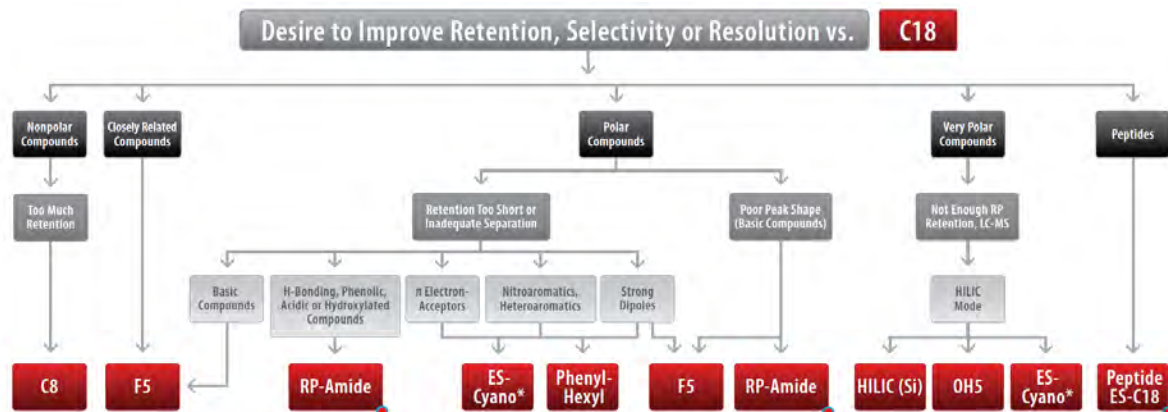 Desire to Improve Retention, Selectivity or Resolution vs.
C18
Nonpolar
Compounds
Closely Related
Compounds
Polar
Compounds
Very Polar
Compounds
Peptides
Too Much
Retention
Retention Too Short or
Inadequate Separation
Poor Peak Shape
(Basic Compounds)
Not Enough RP
Retention, LC-MS
Basic
Compounds
H-Bonding, Phenolic,
Acidic or Hydroxylated
Compounds
π Electron-
Acceptors
Nitroaromatics,
Heteroaromatics
Strong
Dipoles
HILIC
Mode
C8
F5
RP-Amide
ES-
Cyano*
Phenyl-
Hexyl
F5
RP-Amide
HILIC (Si)
OH5
ES-
Cyano*
Peptide
ES-C18